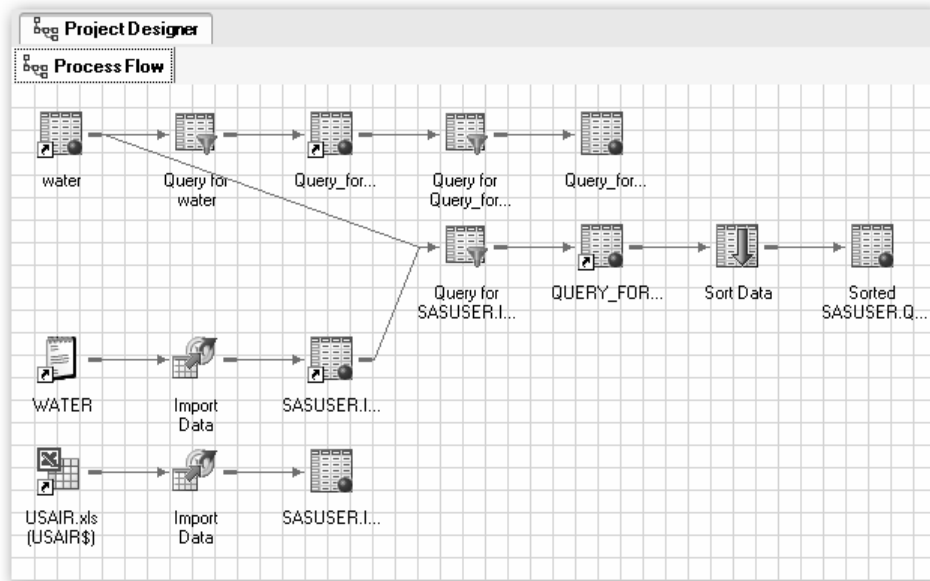 Project Designer
Process Flow
water
Query for
water
Query_for...
Query for
Query_for...
Query_for...
Query for
SASUSER.I...
QUERY_FOR...
Sort Data
Sorted
SASUSER.Q...
WATER
Import
Data
SASUSER.I...
USAIR.xls
(USAIR$)
Import
Data
SASUSER.I...